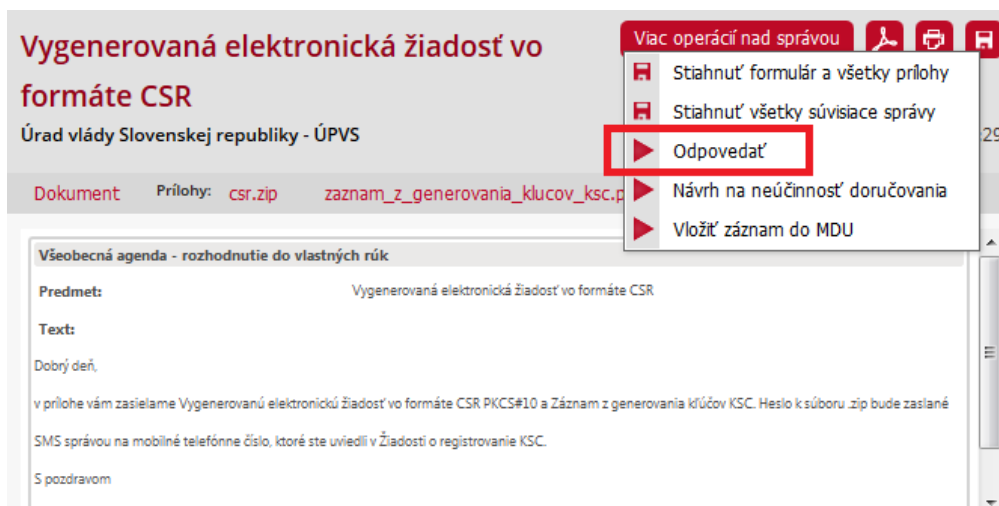 Vygenerovaná elektronická žiadosť vo
formáte CSR
Úrad vlády Slovenskej republiky - ÚPVS
Viac operácií nad správou
Stiahnuť formulár a všetky prílohy
Stiahnuť všetky súvisiace správy
Odpovedať
Návrh na neúčinnosť doručovania
Vložiť záznam do MDU
:29
Dokument Prílohy: csr.zip zaznam_z_generovania_klucov_ksc.p
Všeobecná agenda - rozhodnutie do vlastných rúk
Predmet: Vygenerovaná elektronická žiadosť vo formáte CSR
Text:
Dobrý deň,
v prílohe vám zasielame Vygenerovanú elektronickú žiadosť vo formáte CSR PKCS#10 a Záznam z generovania kľúčov KSC. Heslo k súboru .zip bude zaslané
SMS správou na mobilné telefónne číslo, ktoré ste uviedli v Žiadosti o registrovanie KSC.
S pozdravom